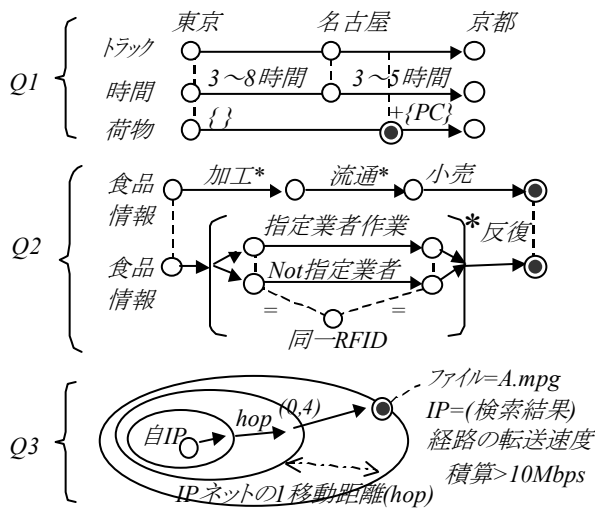 東京 名古屋 京都
トラック
Q1 時間 3～8時間 3～5時間
荷物 {} +{PC}
食品 加工* 流通* 小売
情報
Q2 指定業者作業 *反復
食品 Not指定業者
情報
= =
同一RFID
ファイル=A.mpg
hop (0,4) IP=(検索結果)
Q3 自IP 経路の転送速度
積算>10Mbps
IPネットの1移動距離(hop)